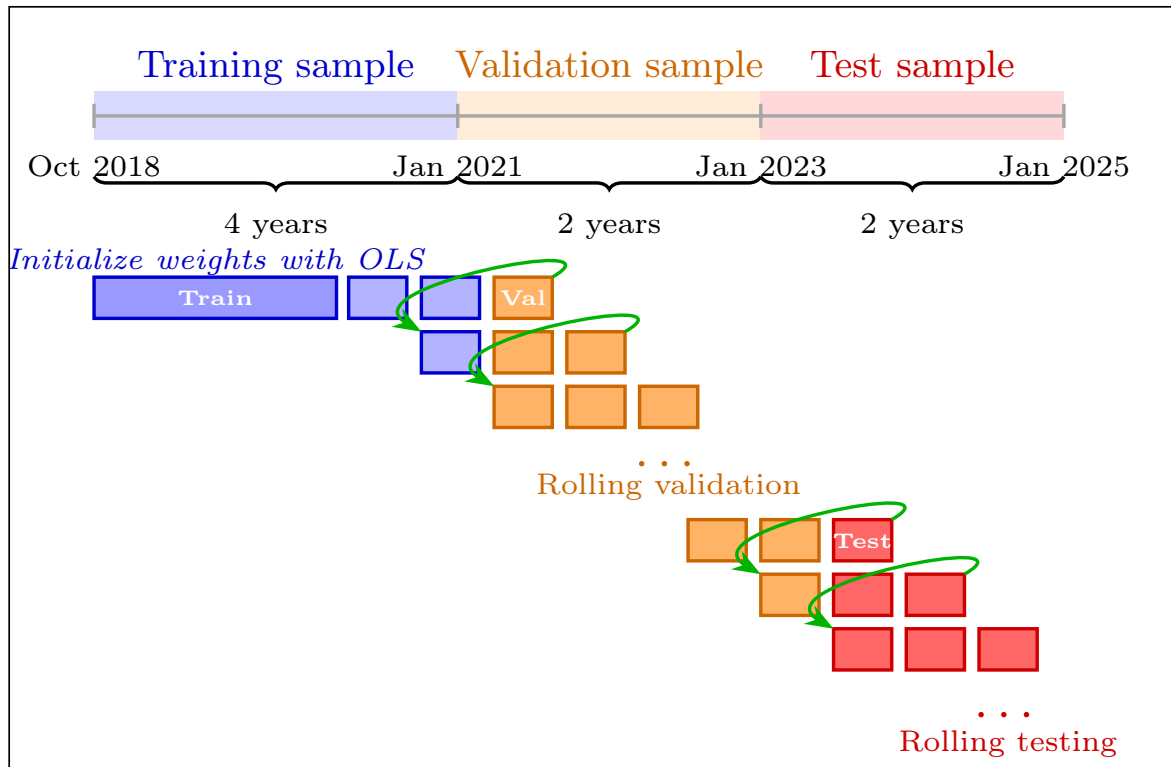 Training sample Validation sample Test sample
Oct 2018 Jan 2021 Jan 2023 Jan 2025
4 years 2 years 2 years
Initialize weights with OLS
Train Val
. . .
Rolling validation
Test
. . .
Rolling testing